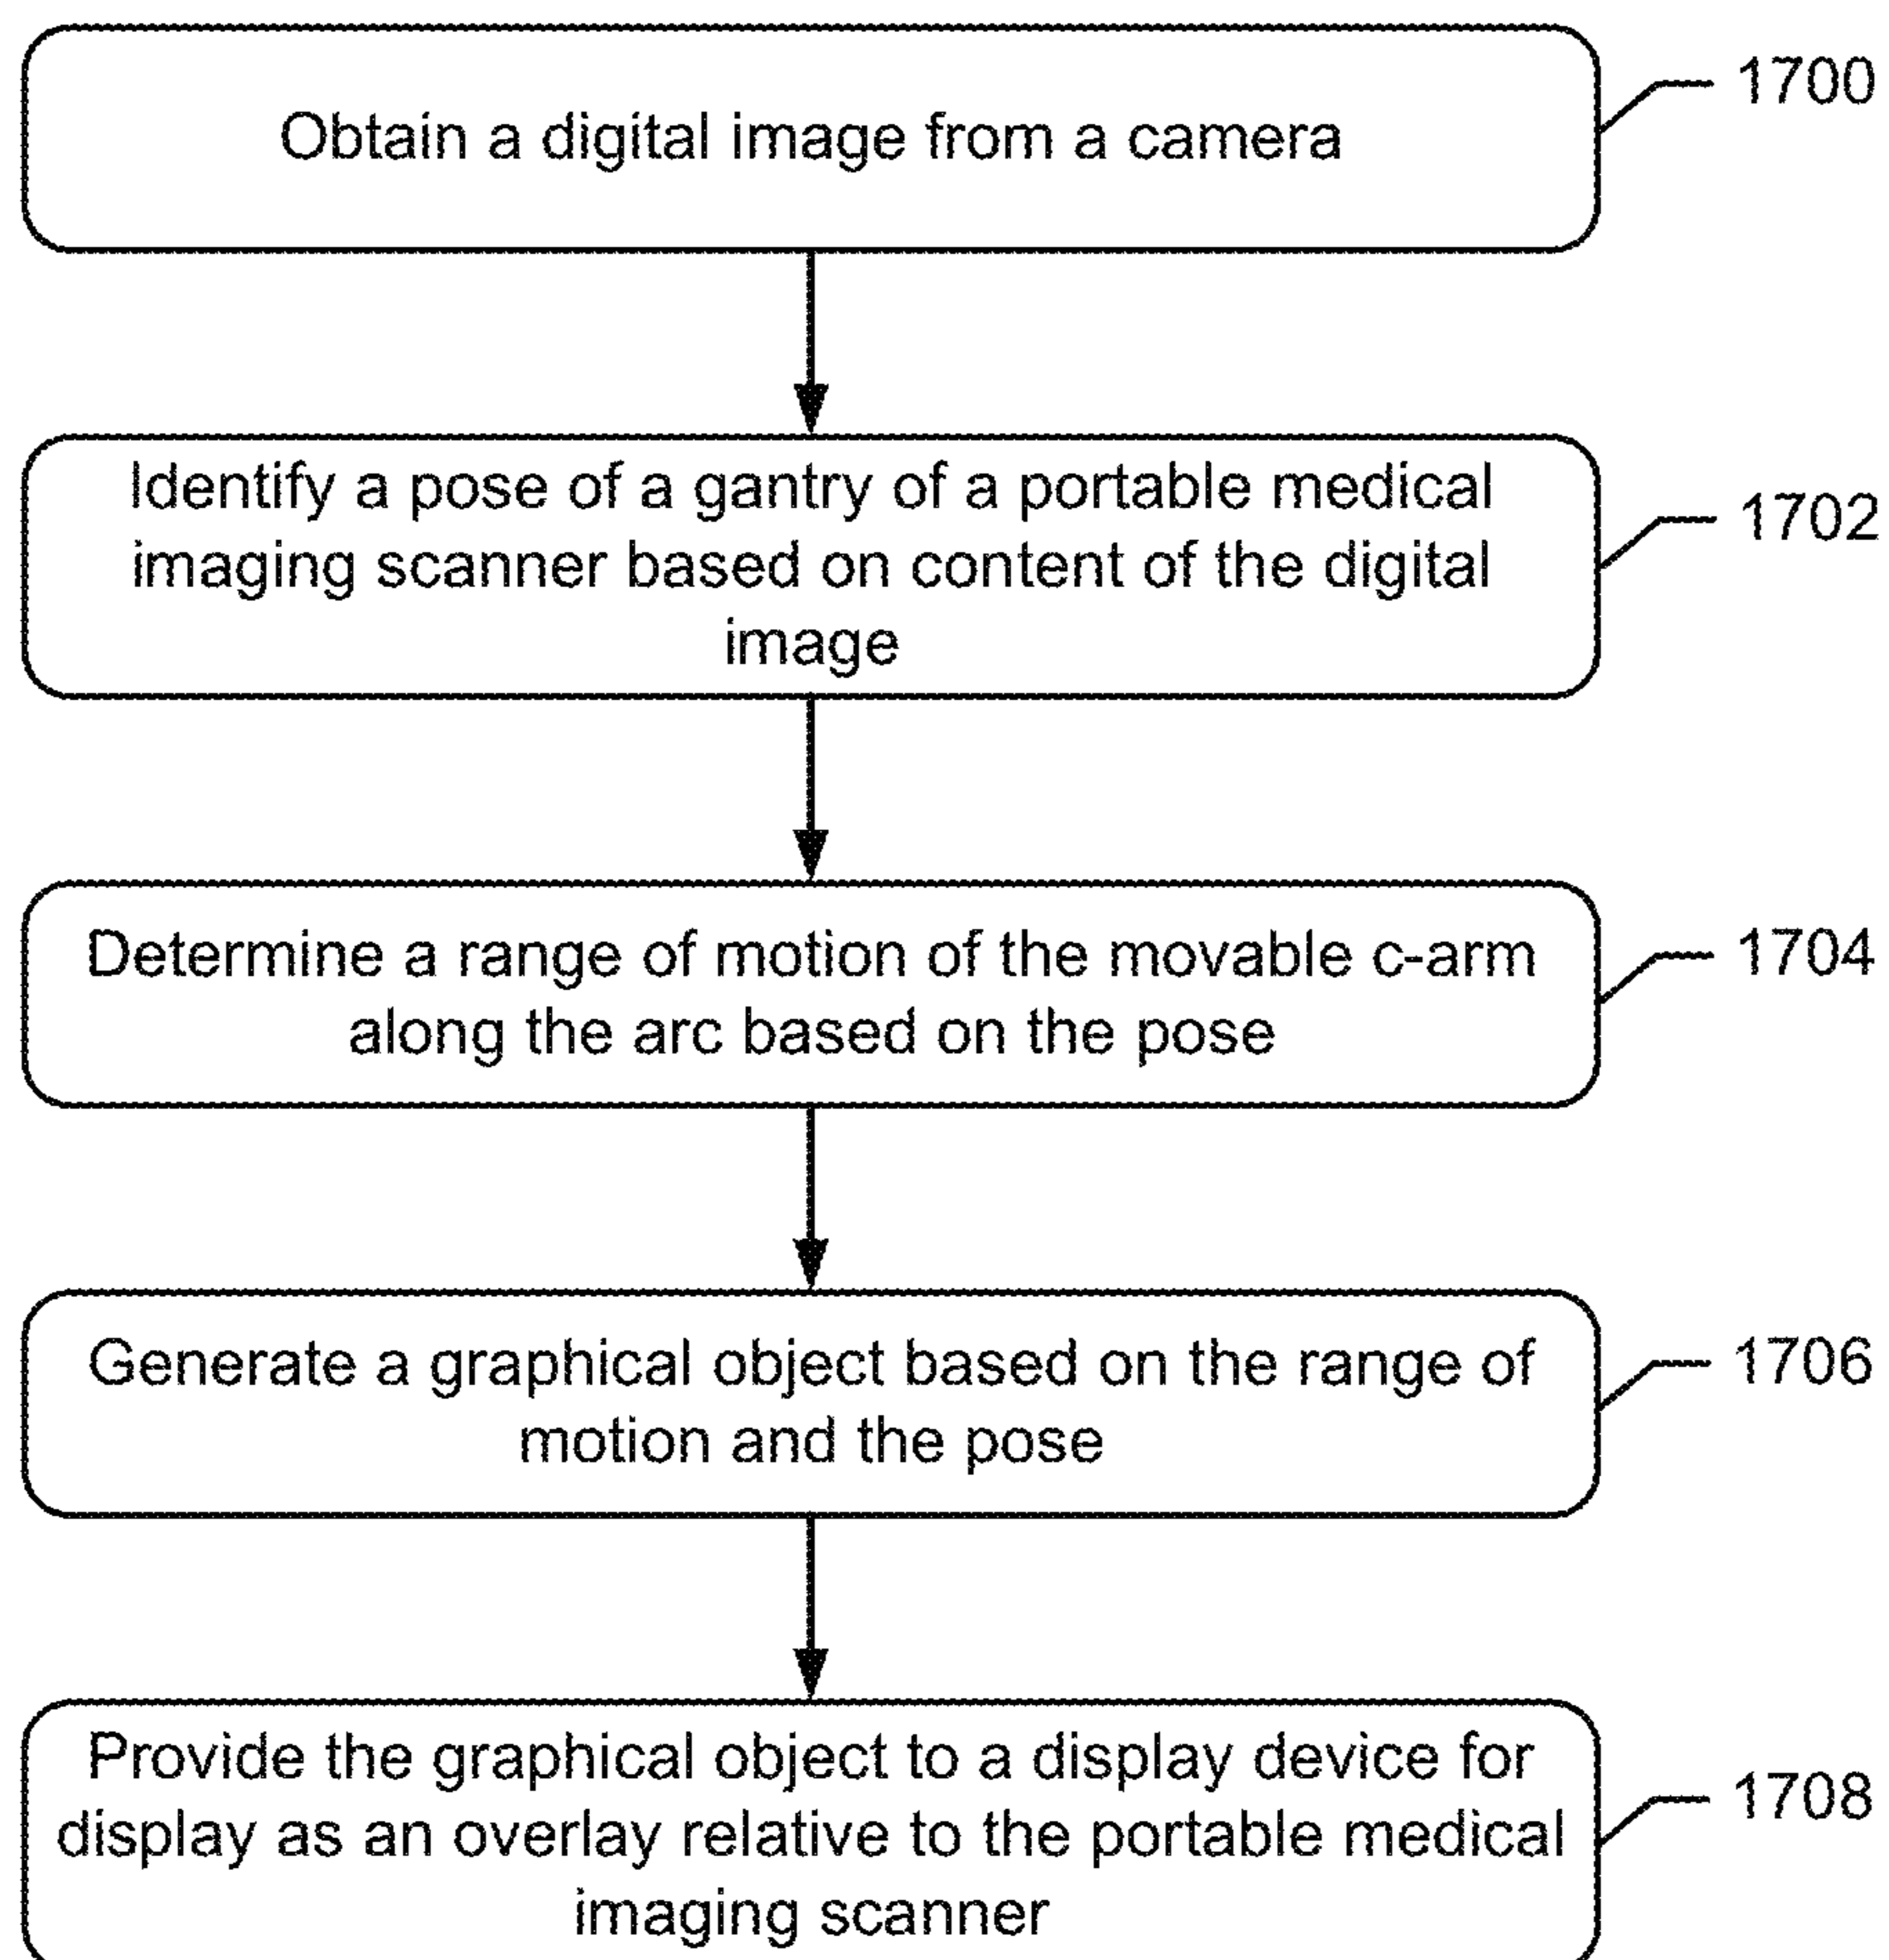 Obtain a digital image from a camera
1700
Identify a pose of a gantry of a portable medical
imaging scanner based on content of the digital
image
1702
Determine a range of motion of the movable c-arm
along the arc based on the pose
1704
Generate a graphical object based on the range of
motion and the pose
1706
Provide the graphical object to a display device for
display as an overlay relative to the portable medical
imaging scanner
1708